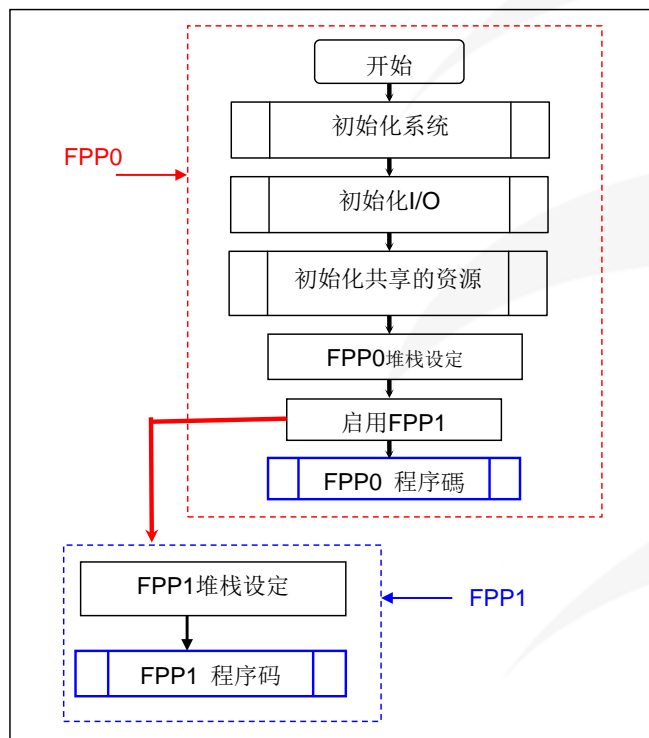 开始
初始化系统
FPP0
初始化I/O
初始化共享的资源
FPP0堆栈设定
启用FPP1
FPP0 程序碼
FPP1堆栈设定
FPP1
FPP1 程序码